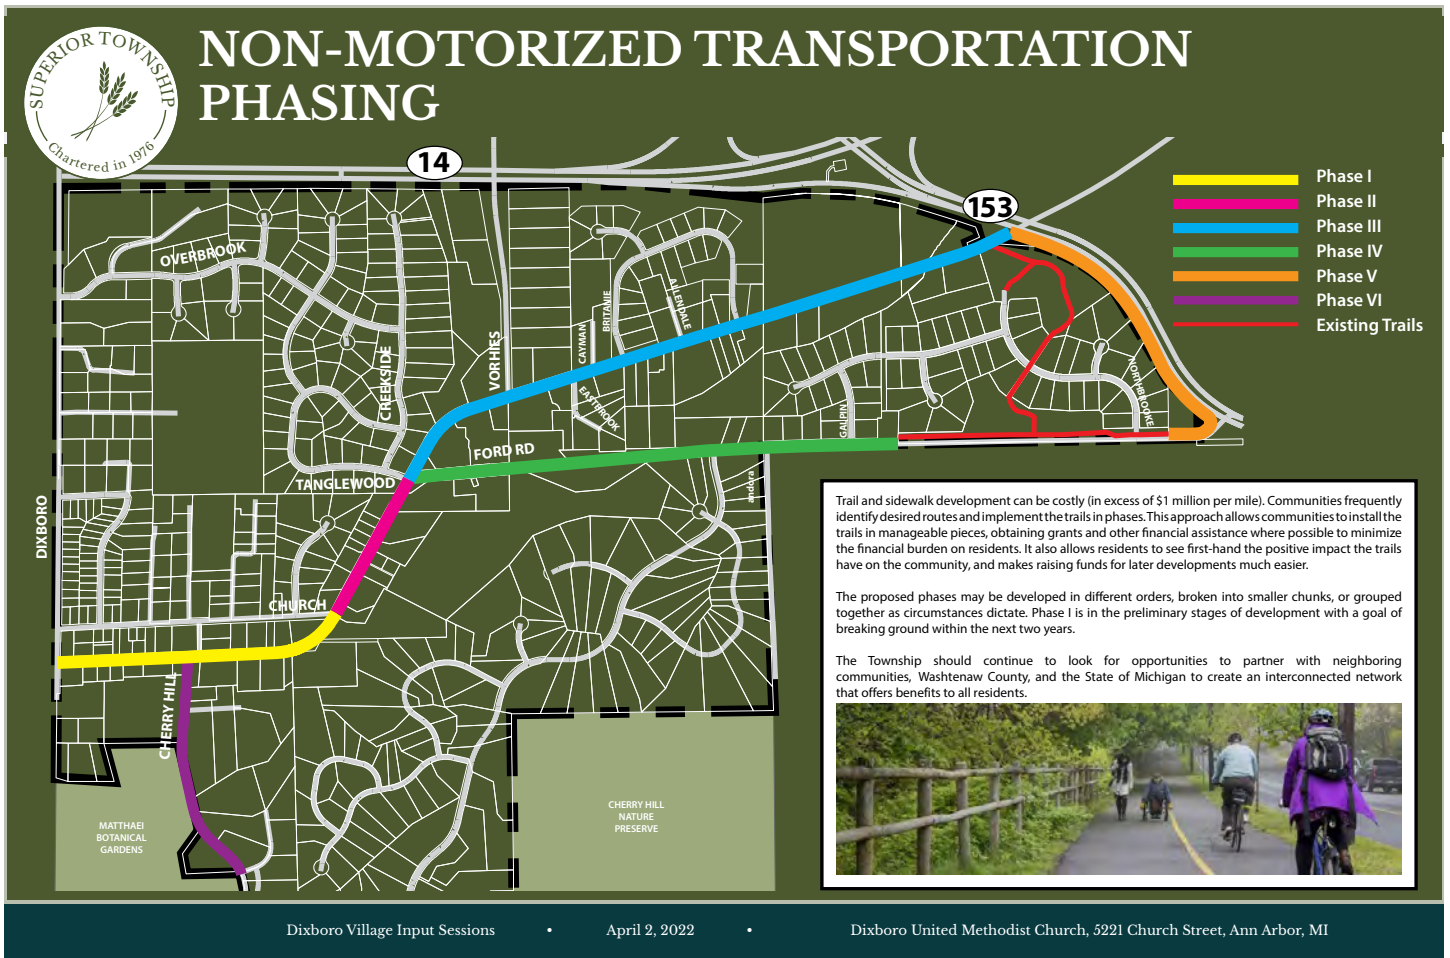 SUPERIOR TOWNSHIP
Chartered in 1976
NON-MOTORIZED TRANSPORTATION
PHASING
14
153
Phase I
Phase II
Phase III
Phase IV
Phase V
Phase VI
Existing Trails
OVERBROOK
CREEKSIDE
VORHIES
CAYMAN
BRITANIE
ALLENDALE
EASTBROOK
GALPIN
NORTHBROOKE
FORD RD
TANGLEWOOD
andora
DIXBORO
CHURCH
CHERRY HILL
MATTHAEI
BOTANICAL
GARDENS
CHERRY HILL
NATURE
PRESERVE
Trail and sidewalk development can be costly (in excess of $1 million per mile). Communities frequently
identify desired routes and implement the trails in phases. This approach allows communities to install the
trails in manageable pieces, obtaining grants and other financial assistance where possible to minimize
the financial burden on residents. It also allows residents to see first-hand the positive impact the trails
have on the community, and makes raising funds for later developments much easier.
The proposed phases may be developed in different orders, broken into smaller chunks, or grouped
together as circumstances dictate. Phase I is in the preliminary stages of development with a goal of
breaking ground within the next two years.
The Township should continue to look for opportunities to partner with neighboring
communities, Washtenaw County, and the State of Michigan to create an interconnected network
that offers benefits to all residents.
Dixboro Village Input Sessions • April 2, 2022 • Dixboro United Methodist Church, 5221 Church Street, Ann Arbor, MI